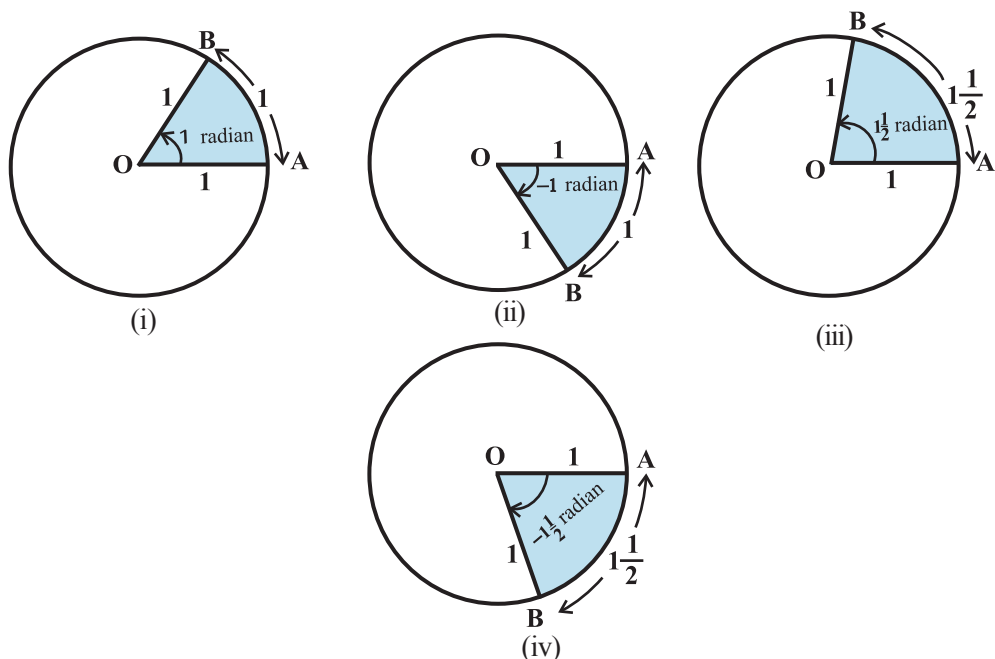 B
1
1
1 radian
O
A
1
(i)
O
1
A
–1 radian
1
1
B
(ii)
B
1
1 1/2
1 1/2 radian
O
1
A
(iii)
O
1
A
–1 1/2 radian
1
1 1/2
B
(iv)